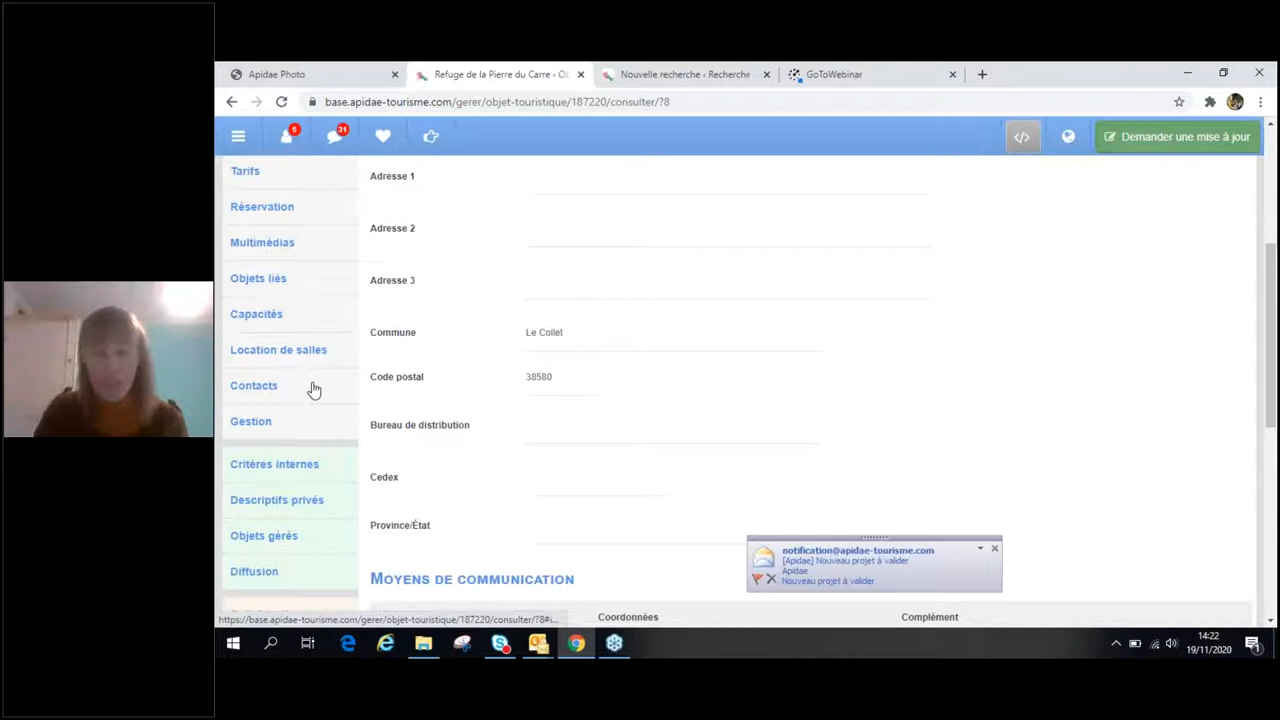 Apidae Photo
Refuge de la Pierre du Carre ‹ O
Nouvelle recherche ‹ Recherche
GoToWebinar
base.apidae-tourisme.com/gerer/objet-touristique/187220/consulter/?8
5
31
</>
Demander une mise à jour
Tarifs
Réservation
Multimédias
Objets liés
Capacités
Location de salles
Contacts
Gestion
Critères internes
Descriptifs privés
Objets gérés
Diffusion
Adresse 1
Adresse 2
Adresse 3
Commune Le Collet
Code postal 38580
Bureau de distribution
Cedex
Province/État
MOYENS DE COMMUNICATION
Coordonnées Complément
notification@apidae-tourisme.com
[Apidae] Nouveau projet à valider
Apidae
Nouveau projet à valider
https://base.apidae-tourisme.com/gerer/objet-touristique/187220/consulter/?8#i...
14:22
19/11/2020
1